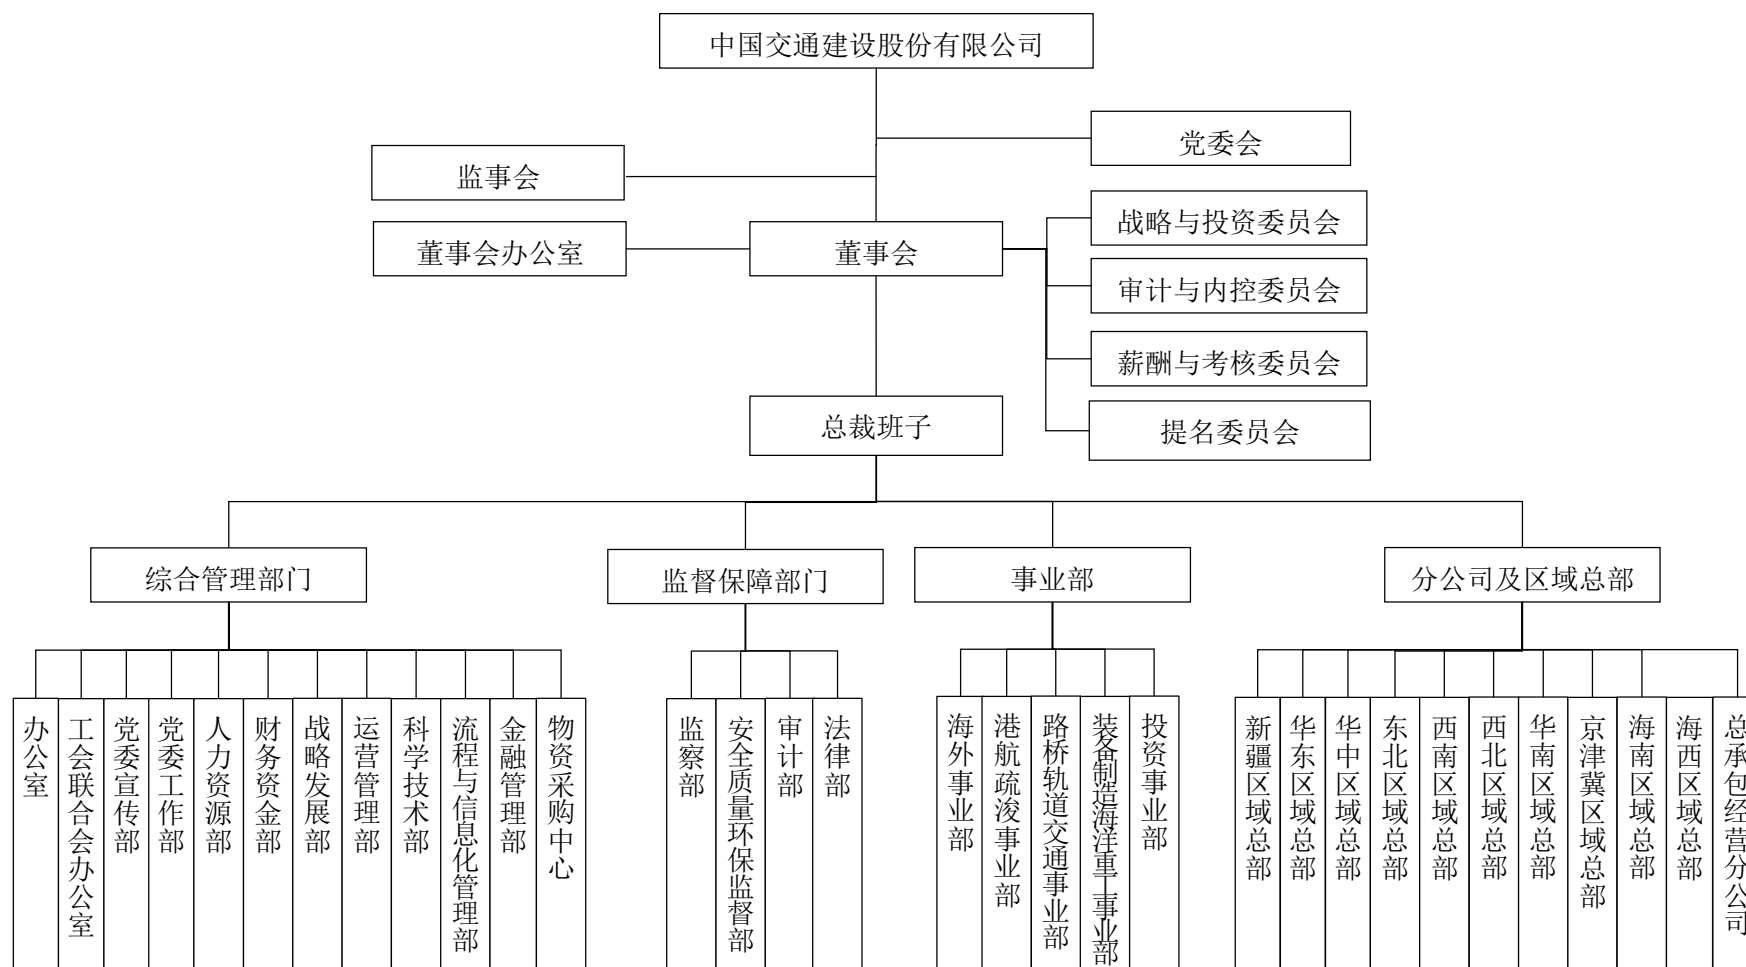 中国交通建设股份有限公司
党委会
监事会
战略与投资委员会
董事会办公室
董事会
审计与内控委员会
薪酬与考核委员会
总裁班子
提名委员会
综合管理部门
监督保障部门
事业部
分公司及区域总部
办公室
工会联合会办公室
党委宣传部
党委工作部
人力资源部
财务资金部
战略发展部
运营管理部
科学技术部
流程与信息化管理部
金融管理部
物资采购中心
监察部
安全质量环保监督部
审计部
法律部
海外事业部
港航疏浚事业部
路桥轨道交通事业部
装备制造海洋重工事业部
投资事业部
新疆区域总部
华东区域总部
华中区域总部
东北区域总部
西南区域总部
西北区域总部
华南区域总部
京津冀区域总部
海南区域总部
海西区域总部
总承包经营分公司